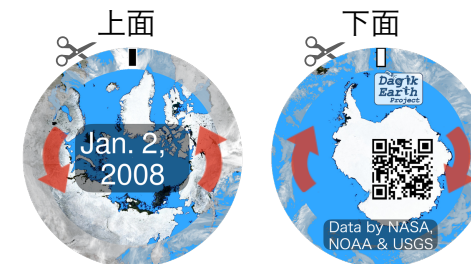 上面
下面
Jan. 2,
2008
Dagik
Earth
Project
Data by NASA,
NOAA & USGS